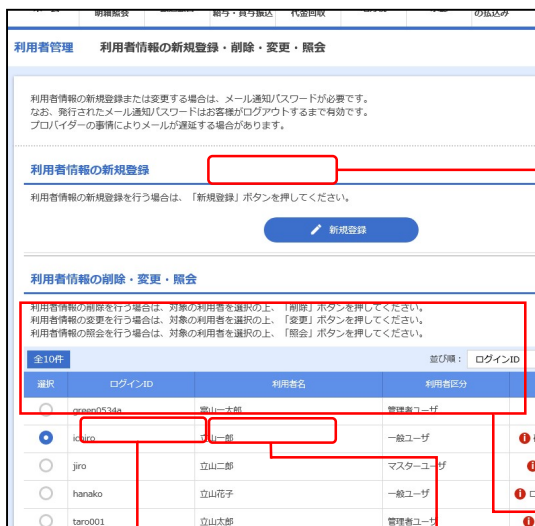 明細照会
給与・賞与振込
代金回収
の払込み
利用者管理 利用者情報の新規登録・削除・変更・照会
利用者情報の新規登録または変更する場合は、メール通知パスワードが必要です。
なお、発行されたメール通知パスワードはお客様がログアウトするまで有効です。
プロバイダーの事情によりメールが遅延する場合があります。
利用者情報の新規登録
利用者情報の新規登録を行う場合は、「新規登録」ボタンを押してください。
新規登録
利用者情報の削除・変更・照会
利用者情報の削除を行う場合は、対象の利用者を選択の上、「削除」ボタンを押してください。
利用者情報の変更を行う場合は、対象の利用者を選択の上、「変更」ボタンを押してください。
利用者情報の照会を行う場合は、対象の利用者を選択の上、「照会」ボタンを押してください。
全10件 並び順： ログインID
選択 ログインID 利用者名 利用者区分
green0534a 富山一太郎 管理者ユーザ
ichiro 立山一郎 一般ユーザ
jiro 立山二郎 マスターユーザ
hanako 立山花子 一般ユーザ ロ
taro001 立山太郎 管理者ユーザ